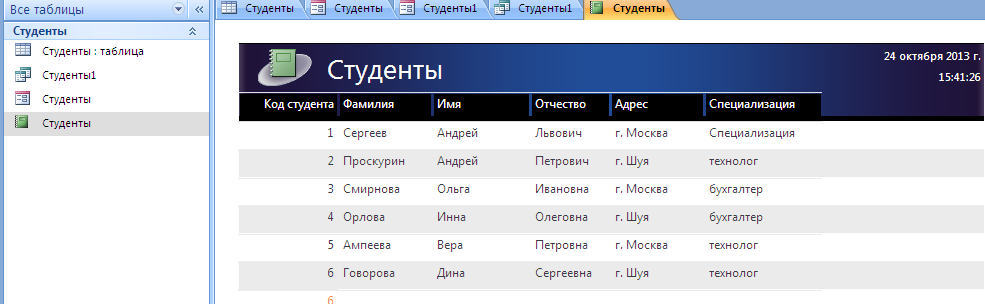 Все таблицы «
Студенты
Студенты : таблица
Студенты1
Студенты
Студенты
Студенты Студенты Студенты1 Студенты1 Студенты
Студенты
24 октября 2013 г.
15:41:26
Код студента Фамилия Имя Отчество Адрес Специализация
1 Сергеев Андрей Львович г. Москва Специализация
2 Проскурин Андрей Петрович г. Шуя технолог
3 Смирнова Ольга Ивановна г. Москва бухгалтер
4 Орлова Инна Олеговна г. Шуя бухгалтер
5 Ампеева Вера Петровна г. Москва технолог
6 Говорова Дина Сергеевна г. Шуя технолог
6